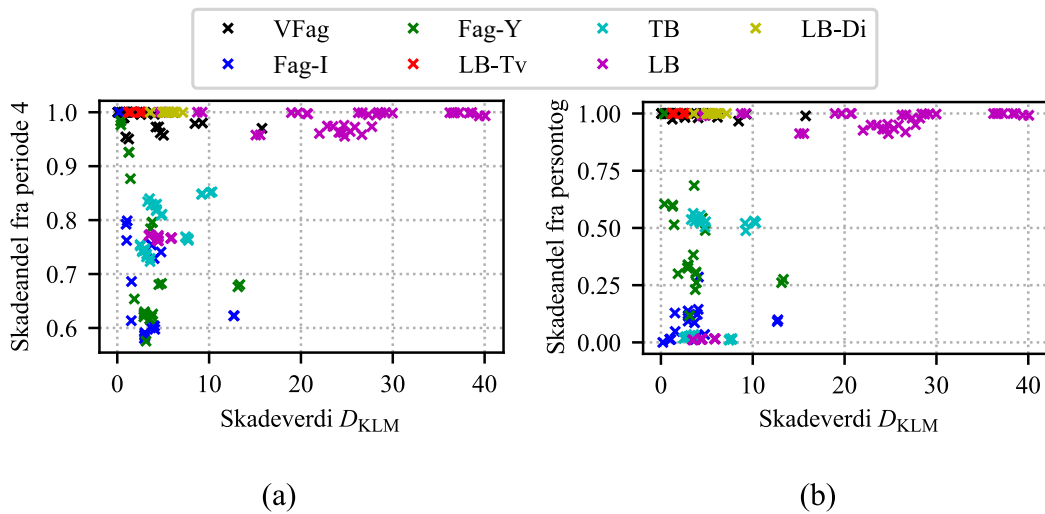 VFag Fag-Y TB LB-Di
Fag-I LB-Tv LB
Skadeandel fra periode 4
1.0
0.9
0.8
0.7
0.6
0 10 20 30 40
Skadeverdi D_KLM
(a)
Skadeandel fra persontog
1.00
0.75
0.50
0.25
0.00
0 10 20 30 40
Skadeverdi D_KLM
(b)